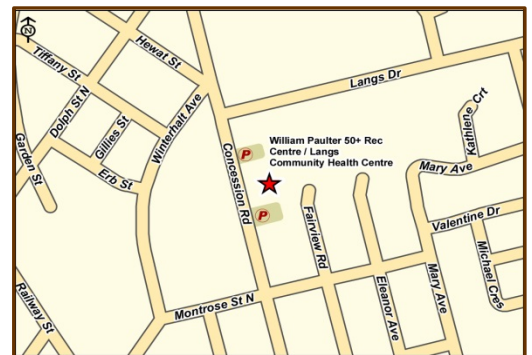 N
Hewat St
Tiffany St
Langs Dr
Dolph St N
Winterhalt Ave
Gillies St
Kathlene Crt
P
William Paulter 50+ Rec
Centre / Langs
Community Health Centre
Concession Rd
Garden St
Erb St
Mary Ave
P
Fairview Rd
Valentine Dr
Michael Cres
Eleanor Ave
Mary Ave
Railway St
Montrose St N